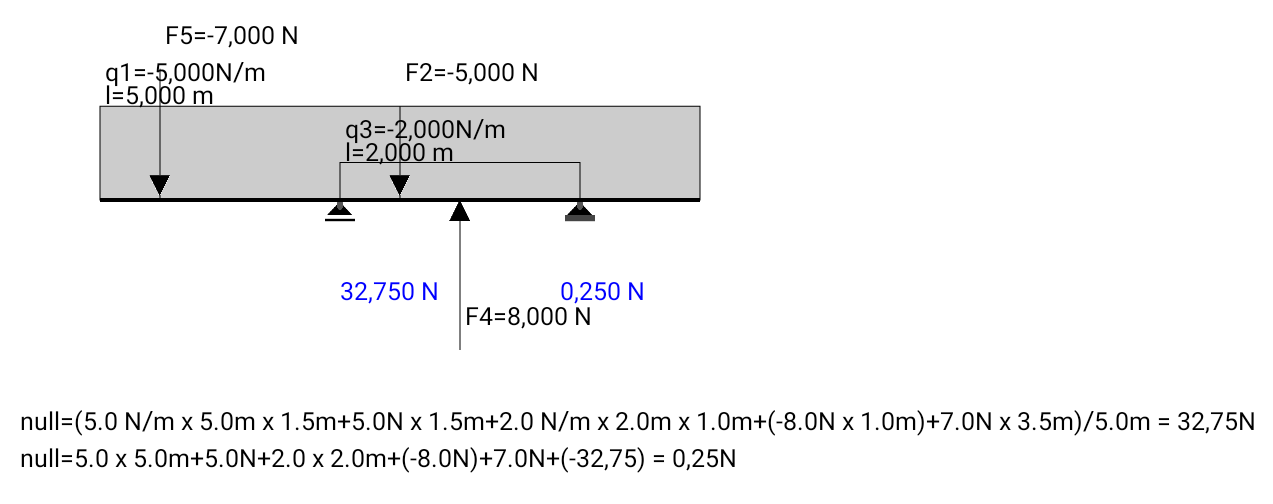 F5=-7,000 N
q1=-5,000N/m
F2=-5,000 N
l=5,000 m
q3=-2,000N/m
l=2,000 m
32,750 N
0,250 N
F4=8,000 N
null=(5.0 N/m x 5.0m x 1.5m+5.0N x 1.5m+2.0 N/m x 2.0m x 1.0m+(-8.0N x 1.0m)+7.0N x 3.5m)/5.0m = 32,75N
null=5.0 x 5.0m+5.0N+2.0 x 2.0m+(-8.0N)+7.0N+(-32,75) = 0,25N